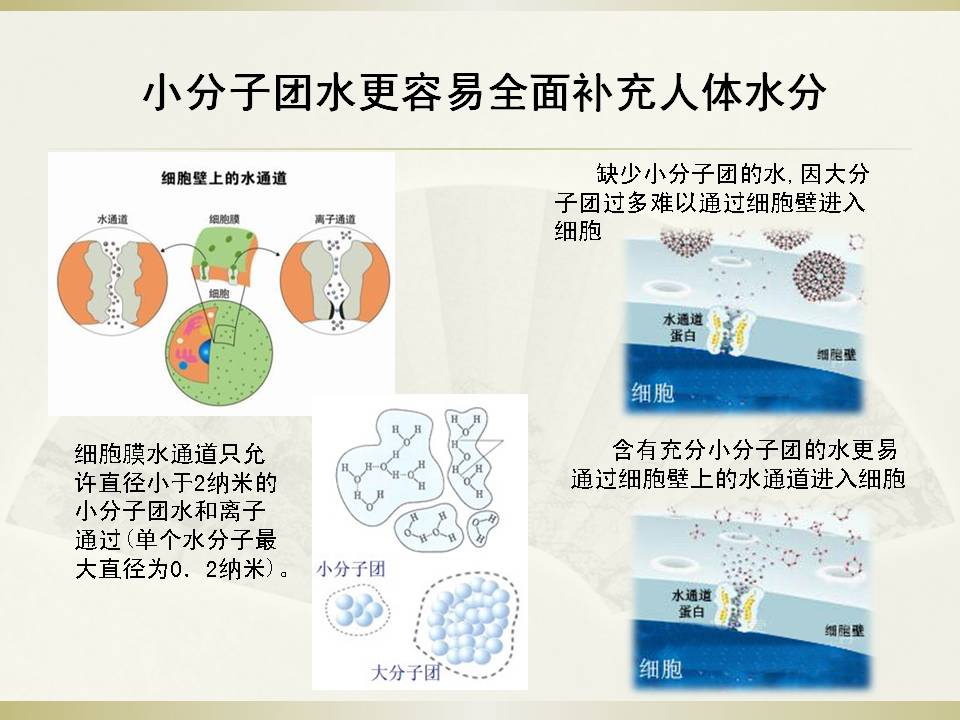 小分子团水更容易全面补充人体水分
细胞壁上的水通道
水通道
细胞膜
离子通道
细胞
缺少小分子团的水,因大分
子团过多难以通过细胞壁进入
细胞
水通道
蛋白
细胞壁
细胞
细胞膜水通道只允
许直径小于2纳米的
小分子团水和离子
通过(单个水分子最
大直径为0．2纳米)。
H H H H
O O
H O H O H
H O H O H
H H H H
O O
小分子团
大分子团
含有充分小分子团的水更易
通过细胞壁上的水通道进入细胞
水通道
蛋白
细胞壁
细胞